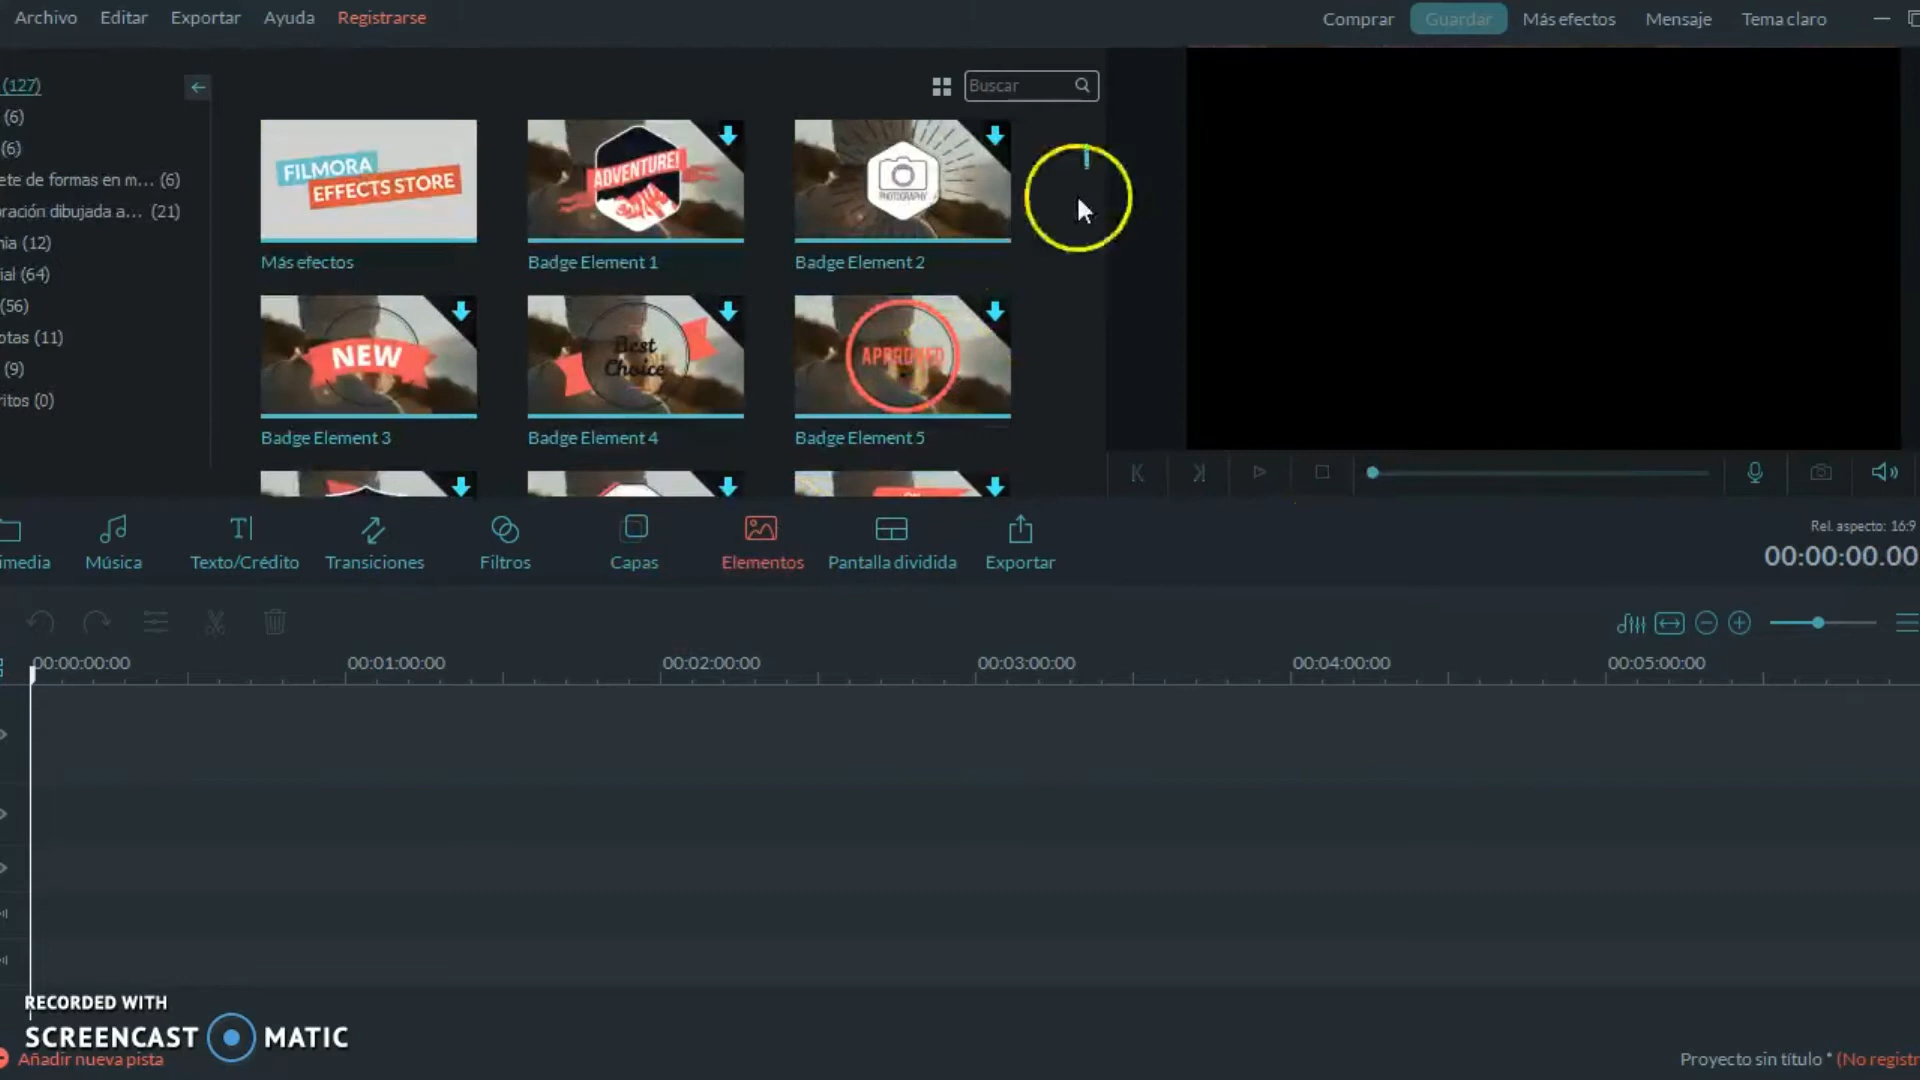 Archivo Editar Exportar Ayuda Registrarse Comprar Guardar Más efectos Mensaje Tema claro
(127)
(6)
(6)
ete de formas en m... (6)
oración dibujada a... (21)
nia (12)
ial (64)
(56)
otas (11)
(9)
ritos (0)
Buscar
FILMORA
EFFECTS STORE
ADVENTURE!
PHOTOGRAPHY
Más efectos Badge Element 1 Badge Element 2
NEW
Best
Choice
APPROVED
Badge Element 3 Badge Element 4 Badge Element 5
imedia Música Texto/Crédito Transiciones Filtros Capas Elementos Pantalla dividida Exportar
Rel. aspecto: 16:9
00:00:00.00
00:00:00:00 00:01:00:00 00:02:00:00 00:03:00:00 00:04:00:00 00:05:00:00
RECORDED WITH
SCREENCAST MATIC
Añadir nueva pista
Proyecto sin título * (No registr